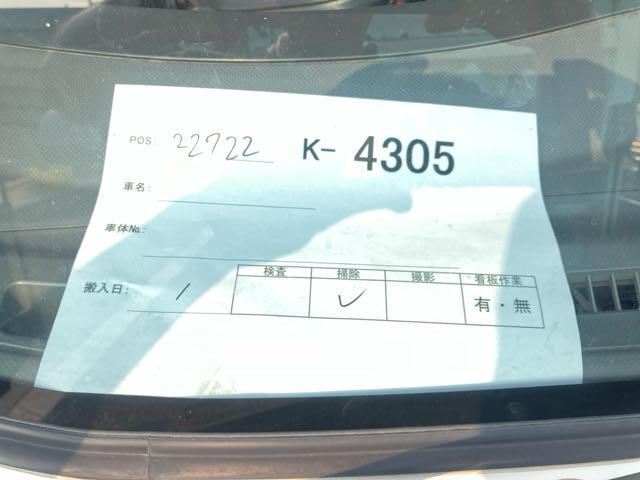 POS: 22722 K- 4305
車名:
車体No.:
検査 掃除 撮影 看板作業
搬入日: / ✓ 有・無